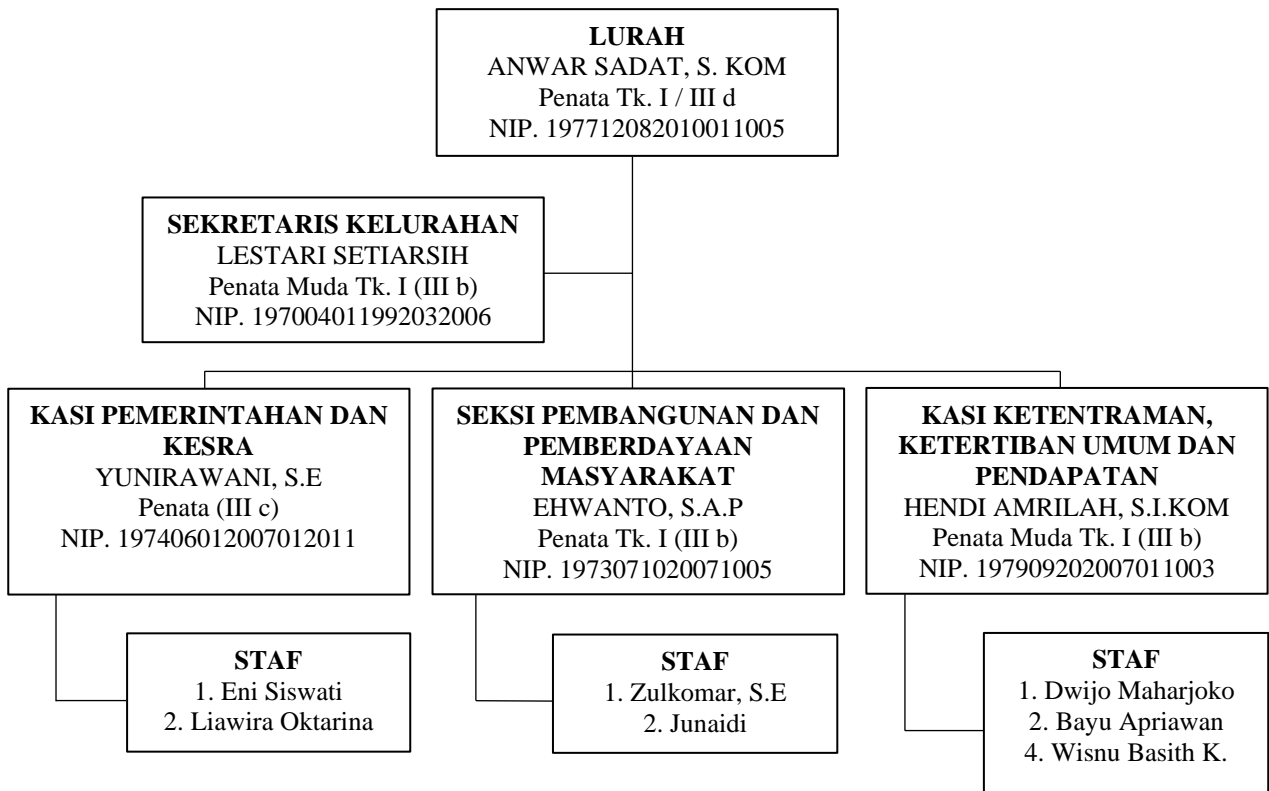 LURAH
ANWAR SADAT, S. KOM
Penata Tk. I / III d
NIP. 197712082010011005
SEKRETARIS KELURAHAN
LESTARI SETIARSIH
Penata Muda Tk. I (III b)
NIP. 197004011992032006
KASI PEMERINTAHAN DAN
KESRA
YUNIRAWANI, S.E
Penata (III c)
NIP. 197406012007012011
SEKSI PEMBANGUNAN DAN
PEMBERDAYAAN
MASYARAKAT
EHWANTO, S.A.P
Penata Tk. I (III b)
NIP. 1973071020071005
KASI KETENTRAMAN,
KETERTIBAN UMUM DAN
PENDAPATAN
HENDI AMRILAH, S.I.KOM
Penata Muda Tk. I (III b)
NIP. 197909202007011003
STAF
1. Eni Siswati
2. Liawira Oktarina
STAF
1. Zulkomar, S.E
2. Junaidi
STAF
1. Dwijo Maharjoko
2. Bayu Apriawan
4. Wisnu Basith K.